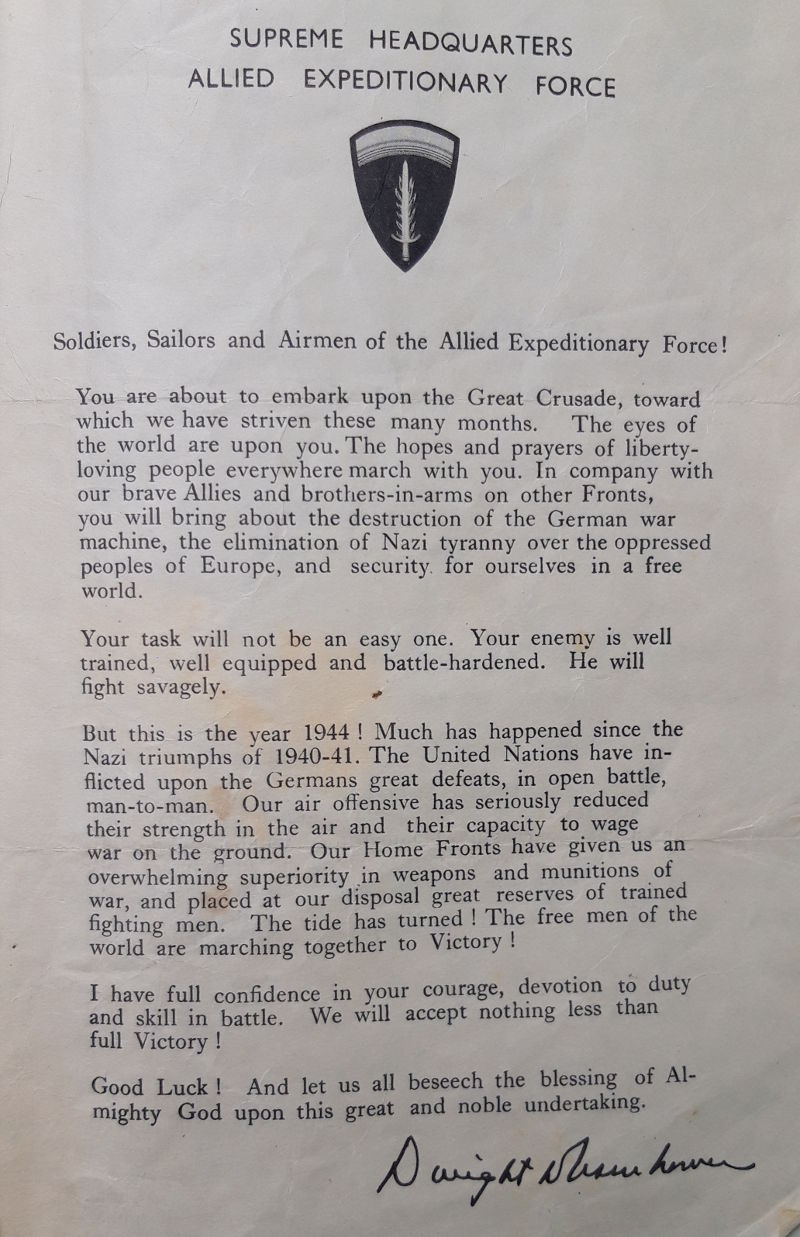 SUPREME HEADQUARTERS
ALLIED EXPEDITIONARY FORCE
Soldiers, Sailors and Airmen of the Allied Expeditionary Force!
You are about to embark upon the Great Crusade, toward
which we have striven these many months. The eyes of
the world are upon you. The hopes and prayers of liberty-
loving people everywhere march with you. In company with
our brave Allies and brothers-in-arms on other Fronts,
you will bring about the destruction of the German war
machine, the elimination of Nazi tyranny over the oppressed
peoples of Europe, and security for ourselves in a free
world.
Your task will not be an easy one. Your enemy is well
trained, well equipped and battle-hardened. He will
fight savagely.
But this is the year 1944 ! Much has happened since the
Nazi triumphs of 1940-41. The United Nations have in-
flicted upon the Germans great defeats, in open battle,
man-to-man. Our air offensive has seriously reduced
their strength in the air and their capacity to wage
war on the ground. Our Home Fronts have given us an
overwhelming superiority in weapons and munitions of
war, and placed at our disposal great reserves of trained
fighting men. The tide has turned ! The free men of the
world are marching together to Victory !
I have full confidence in your courage, devotion to duty
and skill in battle. We will accept nothing less than
full Victory !
Good Luck ! And let us all beseech the blessing of Al-
mighty God upon this great and noble undertaking.
Dwight D Eisenhower